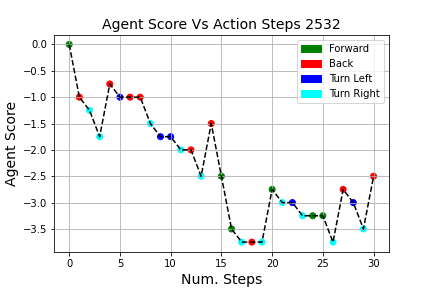 Agent Score Vs Action Steps 2532
Agent Score
0.0
−0.5
−1.0
−1.5
−2.0
−2.5
−3.0
−3.5
Forward
Back
Turn Left
Turn Right
0 5 10 15 20 25 30
Num. Steps